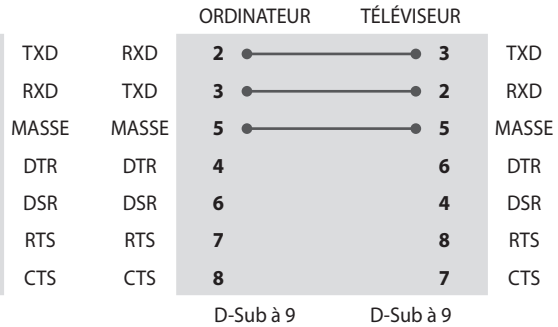 ORDINATEUR TÉLÉVISEUR
TXD RXD 2 3 TXD
RXD TXD 3 2 RXD
MASSE MASSE 5 5 MASSE
DTR DTR 4 6 DTR
DSR DSR 6 4 DSR
RTS RTS 7 8 RTS
CTS CTS 8 7 CTS
D-Sub à 9 D-Sub à 9